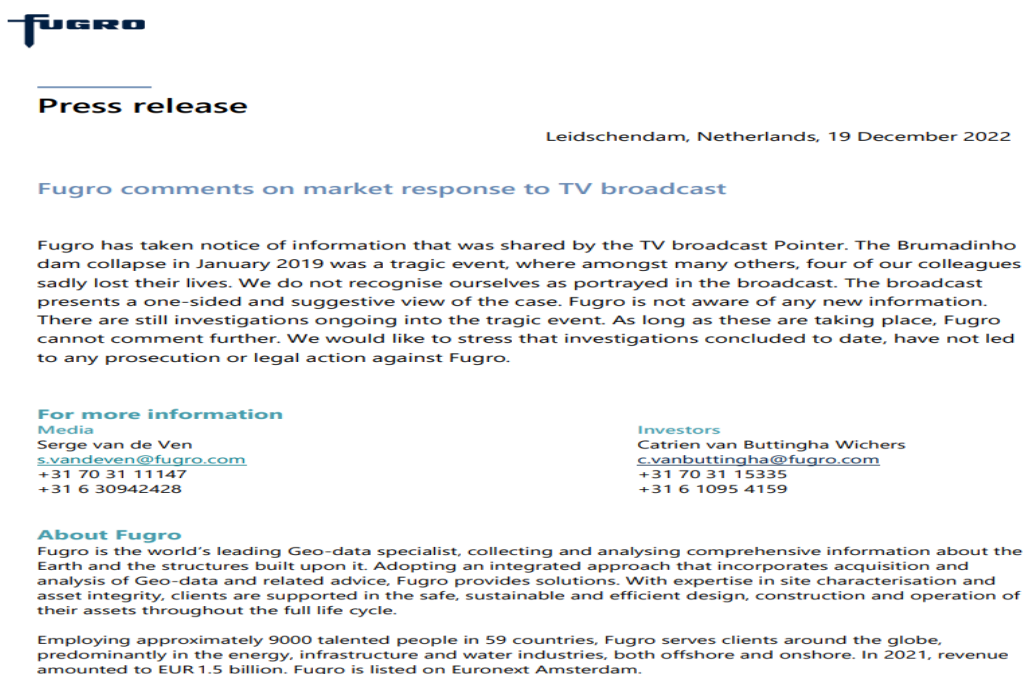 FUGRO
Press release
Leidschendam, Netherlands, 19 December 2022
Fugro comments on market response to TV broadcast
Fugro has taken notice of information that was shared by the TV broadcast Pointer. The Brumadinho
dam collapse in January 2019 was a tragic event, where amongst many others, four of our colleagues
sadly lost their lives. We do not recognise ourselves as portrayed in the broadcast. The broadcast
presents a one-sided and suggestive view of the case. Fugro is not aware of any new information.
There are still investigations ongoing into the tragic event. As long as these are taking place, Fugro
cannot comment further. We would like to stress that investigations concluded to date, have not led
to any prosecution or legal action against Fugro.
For more information
Media
Serge van de Ven
s.vandeven@fugro.com
+31 70 31 11147
+31 6 30942428
Investors
Catrien van Buttingha Wichers
c.vanbuttingha@fugro.com
+31 70 31 15335
+31 6 1095 4159
About Fugro
Fugro is the world's leading Geo-data specialist, collecting and analysing comprehensive information about the
Earth and the structures built upon it. Adopting an integrated approach that incorporates acquisition and
analysis of Geo-data and related advice, Fugro provides solutions. With expertise in site characterisation and
asset integrity, clients are supported in the safe, sustainable and efficient design, construction and operation of
their assets throughout the full life cycle.
Employing approximately 9000 talented people in 59 countries, Fugro serves clients around the globe,
predominantly in the energy, infrastructure and water industries, both offshore and onshore. In 2021, revenue
amounted to EUR 1.5 billion. Fugro is listed on Euronext Amsterdam.